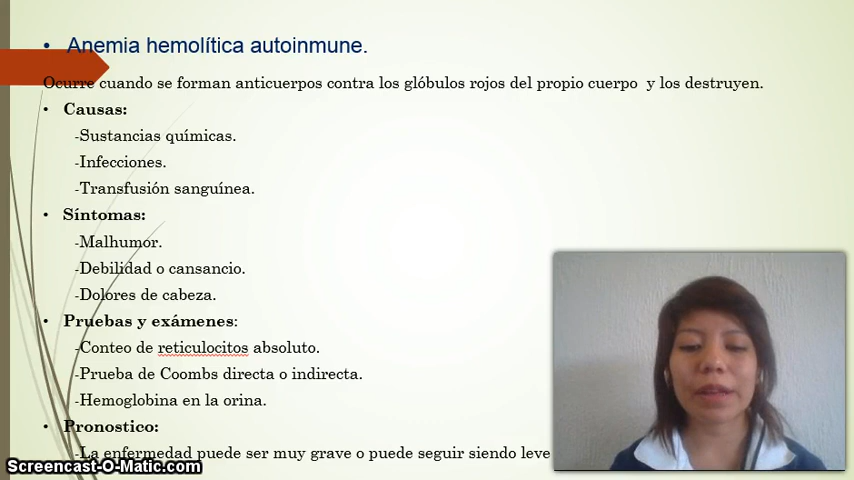 • Anemia hemolítica autoinmune.
Ocurre cuando se forman anticuerpos contra los glóbulos rojos del propio cuerpo y los destruyen.
• Causas:
-Sustancias químicas.
-Infecciones.
-Transfusión sanguínea.
• Síntomas:
-Malhumor.
-Debilidad o cansancio.
-Dolores de cabeza.
• Pruebas y exámenes:
-Conteo de reticulocitos absoluto.
-Prueba de Coombs directa o indirecta.
-Hemoglobina en la orina.
• Pronostico:
-La enfermedad puede ser muy grave o puede seguir siendo leve
Screencast-O-Matic.com